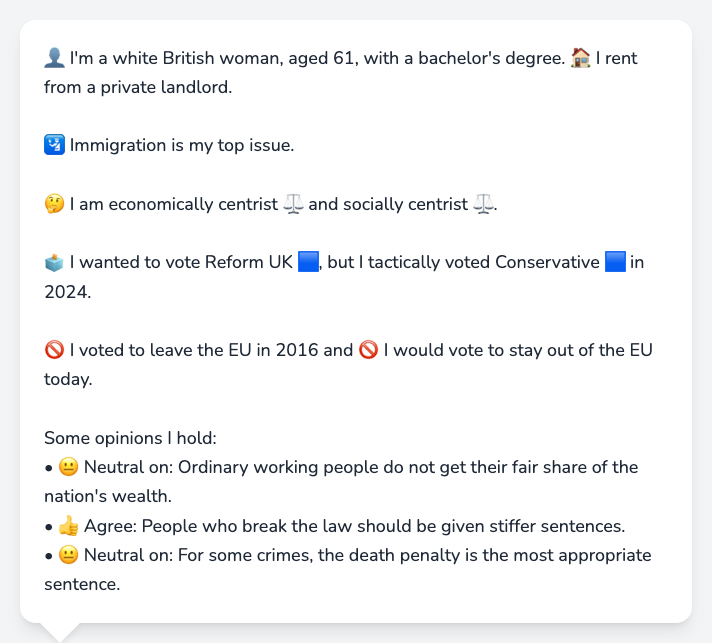 👤 I'm a white British woman, aged 61, with a bachelor's degree. 🏠 I rent
from a private landlord.
🛂 Immigration is my top issue.
🤔 I am economically centrist ⚖️ and socially centrist ⚖️.
🗳️ I wanted to vote Reform UK 🟦, but I tactically voted Conservative 🟦 in
2024.
🚫 I voted to leave the EU in 2016 and 🚫 I would vote to stay out of the EU
today.
Some opinions I hold:
• 😐 Neutral on: Ordinary working people do not get their fair share of the
nation's wealth.
• 👍 Agree: People who break the law should be given stiffer sentences.
• 😐 Neutral on: For some crimes, the death penalty is the most appropriate
sentence.